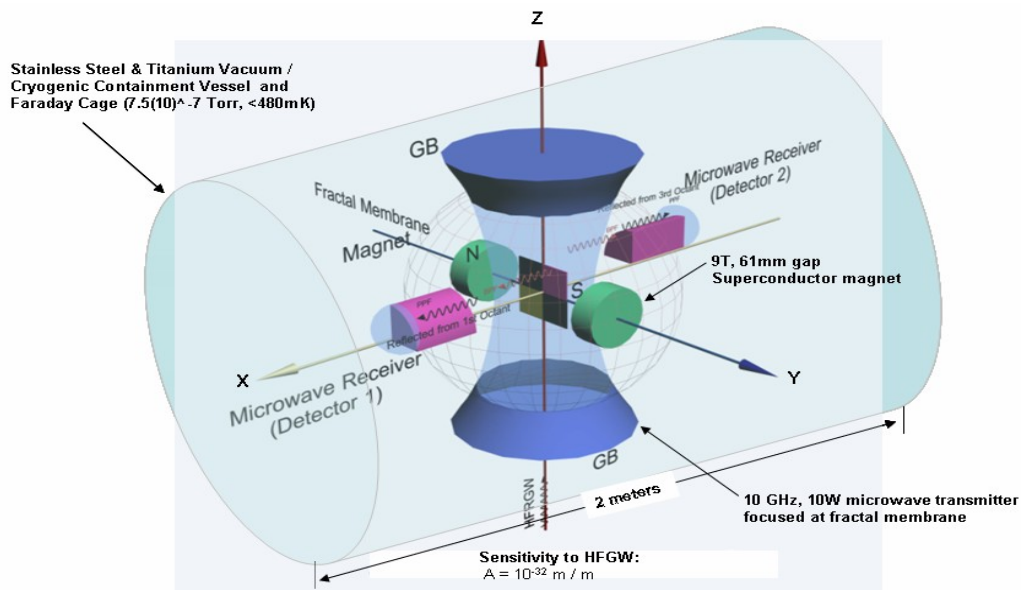 Z
Stainless Steel & Titanium Vacuum /
Cryogenic Containment Vessel and
Faraday Cage (7.5(10)^ -7 Torr, <480mK)
GB
Microwave Receiver
(Detector 2)
Reflected from 3rd Octant
PPF
Fractal Membrane
Magnet
N
S
9T, 61mm gap
Superconductor magnet
PPF
Reflected from 1st Octant
X
Y
Microwave Receiver
(Detector 1)
GB
HFRGW
2 meters
10 GHz, 10W microwave transmitter
focused at fractal membrane
Sensitivity to HFGW:
A = 10⁻³² m / m